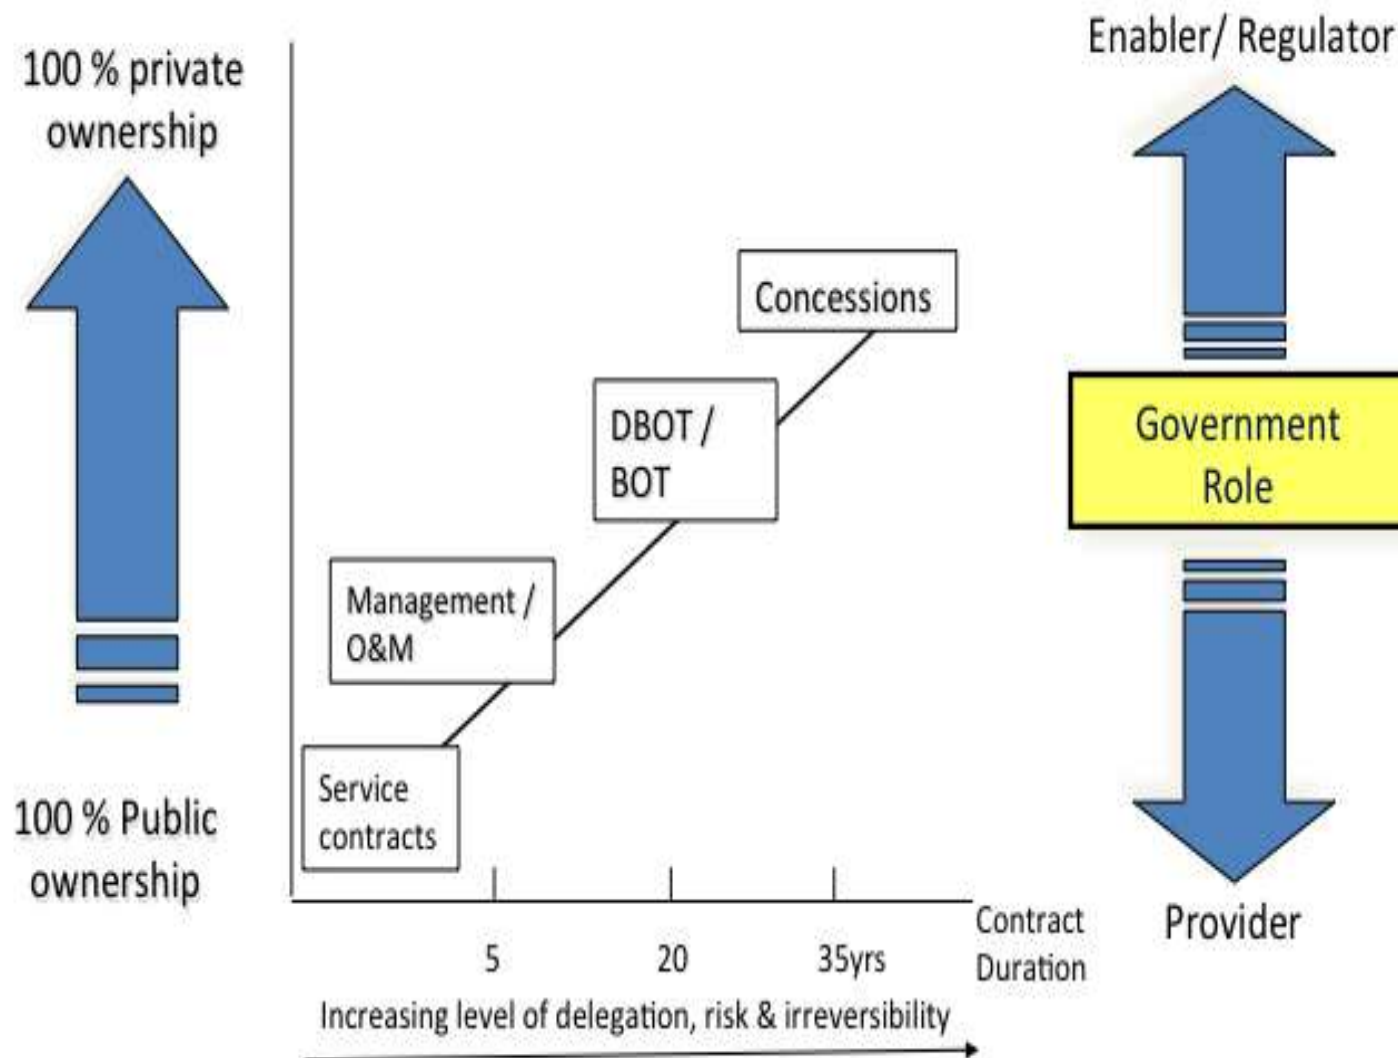 100 % private
ownership
Enabler/ Regulator
Concessions
DBOT /
BOT
Government
Role
Management /
O&M
Service
contracts
100 % Public
ownership
Provider
5
20
35yrs
Contract
Duration
Increasing level of delegation, risk & irreversibility